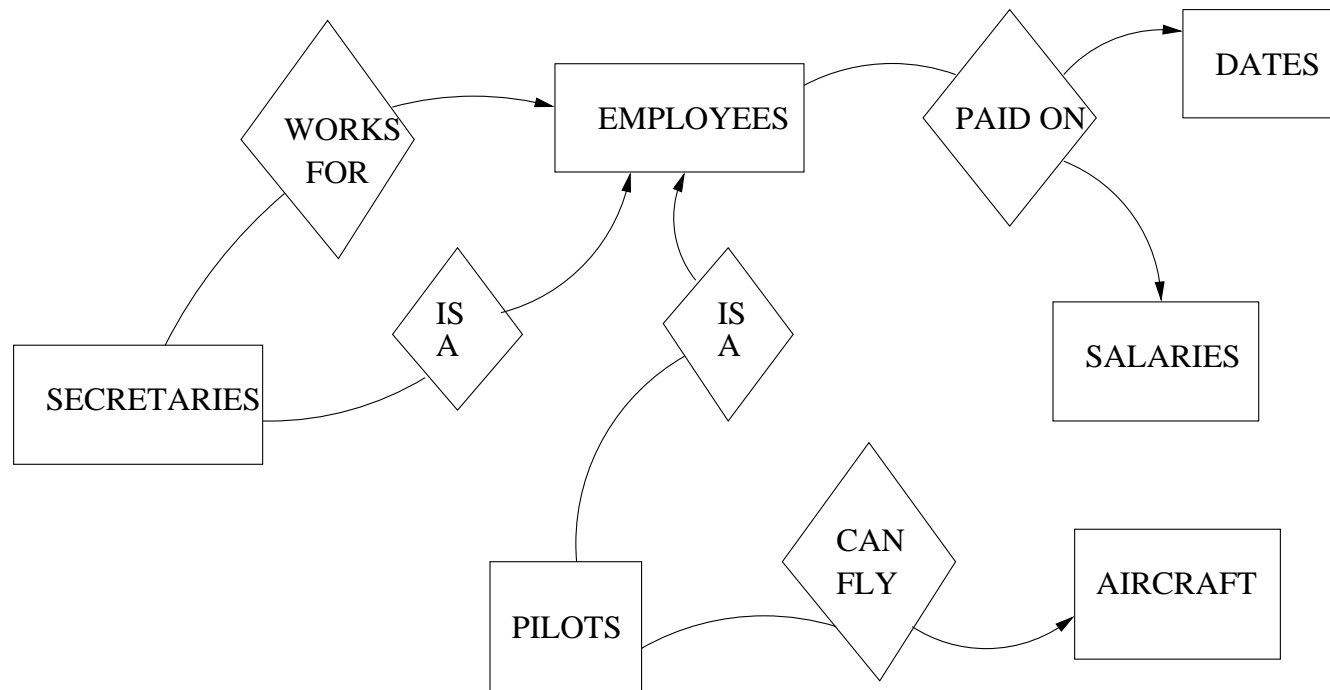 DATES
WORKS
FOR
EMPLOYEES
PAID ON
IS
A
IS
A
SALARIES
SECRETARIES
CAN
FLY
AIRCRAFT
PILOTS